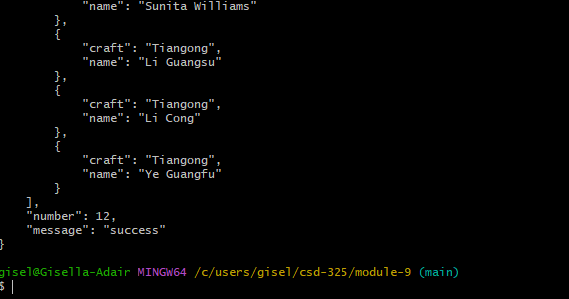 "name": "Sunita Williams"
},
{
"craft": "Tiangong",
"name": "Li Guangsu"
},
{
"craft": "Tiangong",
"name": "Li Cong"
},
{
"craft": "Tiangong",
"name": "Ye Guangfu"
}
],
"number": 12,
"message": "success"
}
gisel@Gisella-Adair MINGW64 /c/users/gisel/csd-325/module-9 (main)
$